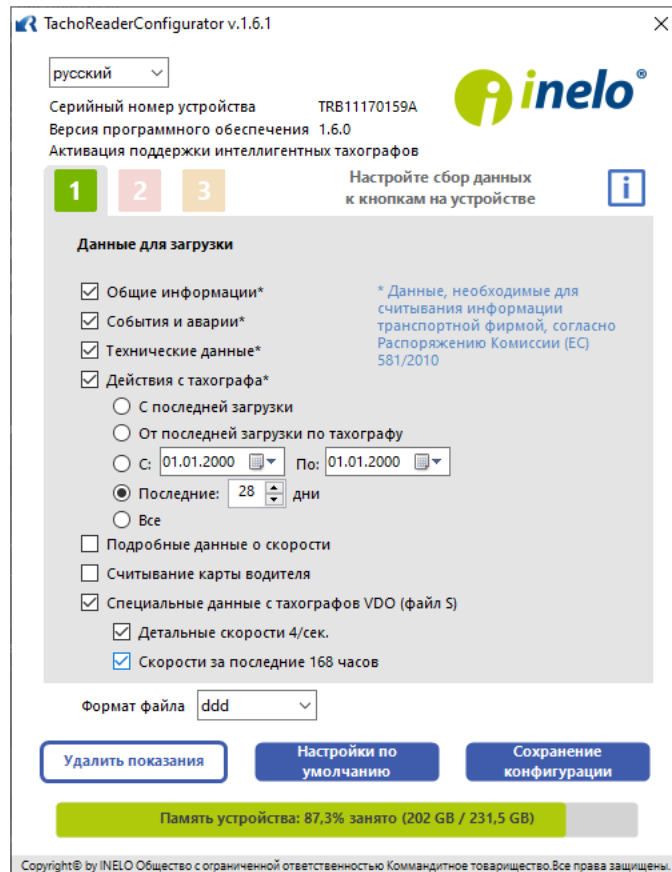 TachoReaderConfigurator v.1.6.1
русский
inelo®
Серийный номер устройства TRB11170159A
Версия программного обеспечения 1.6.0
Активация поддержки интеллигентных тахографов
1 2 3
Настройте сбор данных
к кнопкам на устройстве
i
Данные для загрузки
Общие информации*
События и аварии*
Технические данные*
Действия с тахографа*
* Данные, необходимые для
считывания информации
транспортной фирмой, согласно
Распоряжению Комиссии (ЕС)
581/2010
С последней загрузки
От последней загрузки по тахографу
С: 01.01.2000 По: 01.01.2000
Последние: 28 дни
Все
Подробные данные о скорости
Считывание карты водителя
Специальные данные с тахографов VDO (файл S)
Детальные скорости 4/сек.
Скорости за последние 168 часов
Формат файла ddd
Удалить показания
Настройки по
умолчанию
Сохранение
конфигурации
Память устройства: 87,3% занято (202 GB / 231,5 GB)
Copyright© by INELO Общество с ограниченной ответственностью Коммандитное товарищество.Все права защищены.